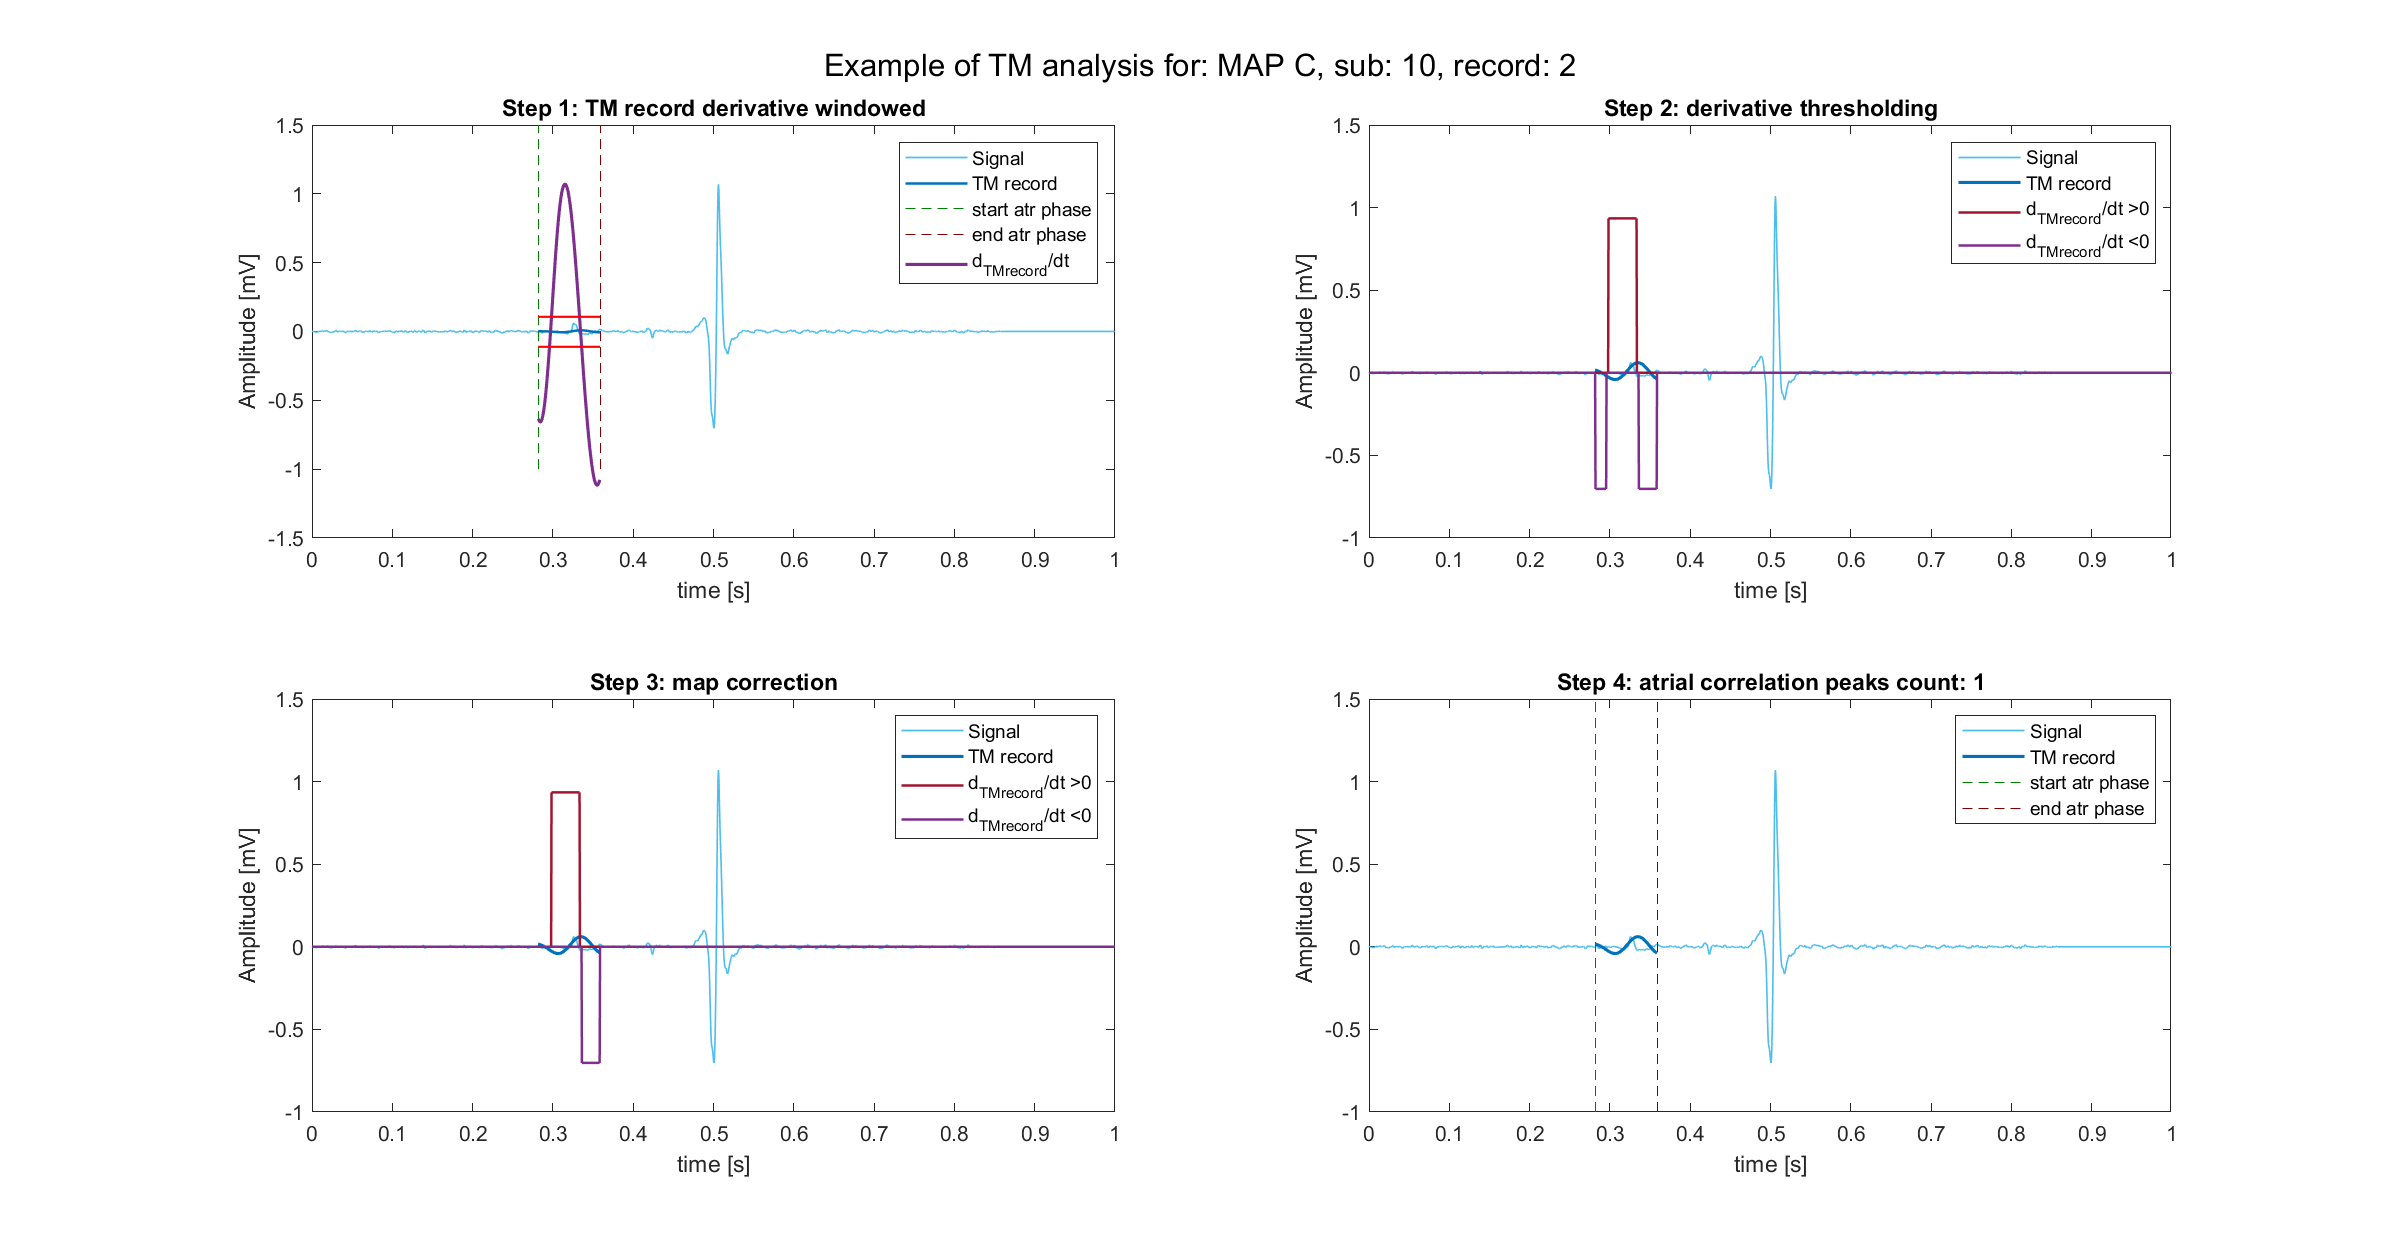 Example of TM analysis for: MAP C, sub: 10, record: 2
Step 1: TM record derivative windowed
1.5
1
0.5
0
-0.5
-1
-1.5
Amplitude [mV]
0 0.1 0.2 0.3 0.4 0.5 0.6 0.7 0.8 0.9 1
time [s]
Signal
TM record
start atr phase
end atr phase
dTMrecord/dt
Step 2: derivative thresholding
1.5
1
0.5
0
-0.5
-1
Amplitude [mV]
0 0.1 0.2 0.3 0.4 0.5 0.6 0.7 0.8 0.9 1
time [s]
Signal
TM record
dTMrecord/dt >0
dTMrecord/dt <0
Step 3: map correction
1.5
1
0.5
0
-0.5
-1
Amplitude [mV]
0 0.1 0.2 0.3 0.4 0.5 0.6 0.7 0.8 0.9 1
time [s]
Signal
TM record
dTMrecord/dt >0
dTMrecord/dt <0
Step 4: atrial correlation peaks count: 1
1.5
1
0.5
0
-0.5
-1
Amplitude [mV]
0 0.1 0.2 0.3 0.4 0.5 0.6 0.7 0.8 0.9 1
time [s]
Signal
TM record
start atr phase
end atr phase